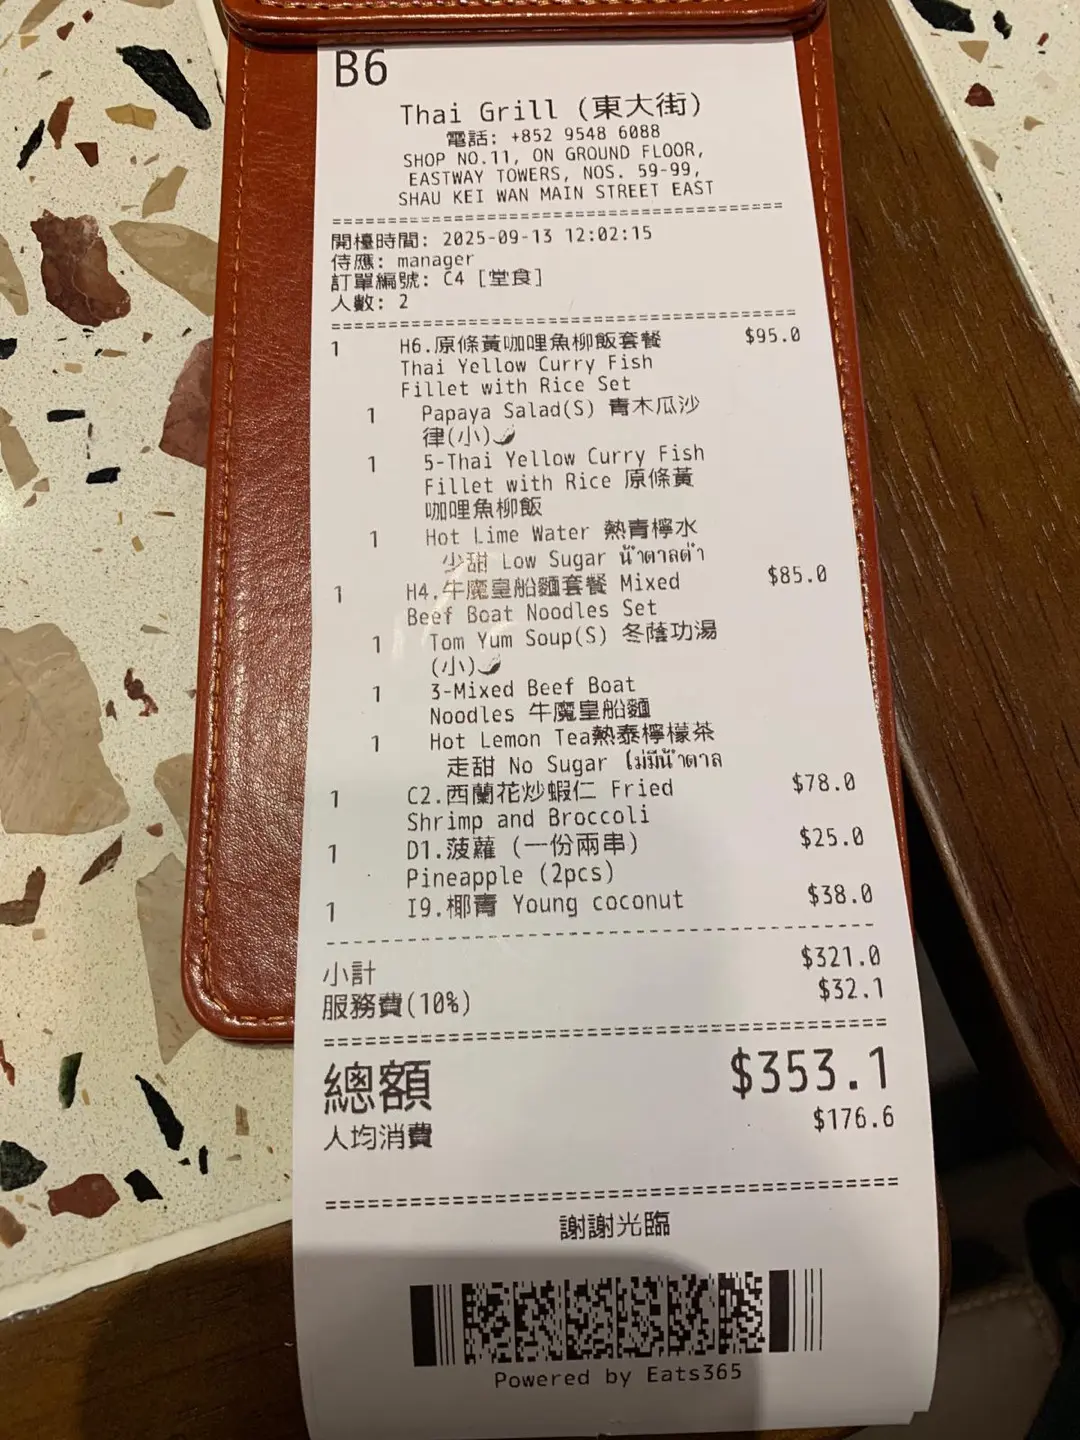 B6
Thai Grill (東大街)
電話: +852 9548 6088
SHOP NO.11, ON GROUND FLOOR,
EASTWAY TOWERS, NOS. 59-99,
SHAU KEI WAN MAIN STREET EAST
開檯時間: 2025-09-13 12:02:15
侍應: manager
訂單編號: C4 [堂食]
人數: 2
1 H6.原條黃咖哩魚柳飯套餐 $95.0
Thai Yellow Curry Fish
Fillet with Rice Set
1 Papaya Salad(S) 青木瓜沙
律(小)🌶
1 5-Thai Yellow Curry Fish
Fillet with Rice 原條黃
咖哩魚柳飯
1 Hot Lime Water 熱青檸水
少甜 Low Sugar น้ำตาลต่ำ
1 H4.牛魔皇船麵套餐 Mixed $85.0
Beef Boat Noodles Set
1 Tom Yum Soup(S) 冬蔭功湯
(小)🌶
1 3-Mixed Beef Boat
Noodles 牛魔皇船麵
1 Hot Lemon Tea熱泰檸檬茶
走甜 No Sugar ไม่มีน้ำตาล
1 C2.西蘭花炒蝦仁 Fried $78.0
Shrimp and Broccoli
1 D1.菠蘿 (一份兩串) $25.0
Pineapple (2pcs)
1 I9.椰青 Young coconut $38.0
小計 $321.0
服務費(10%) $32.1
總額 $353.1
人均消費 $176.6
謝謝光臨
Powered by Eats365